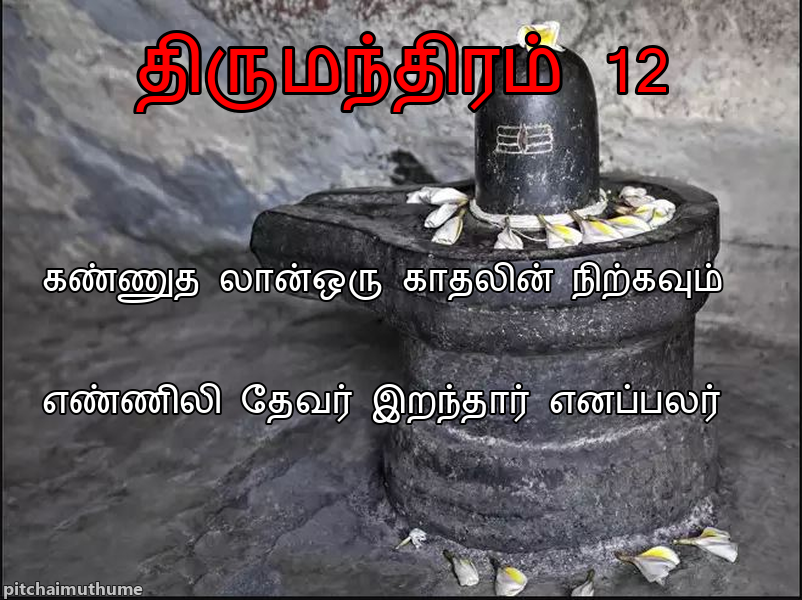 திருமந்திரம் 12
கண்ணுத லான்ஒரு காதலின் நிற்கவும்
எண்ணிலி தேவர் இறந்தார் எனப்பலர்
pitchaimuthume